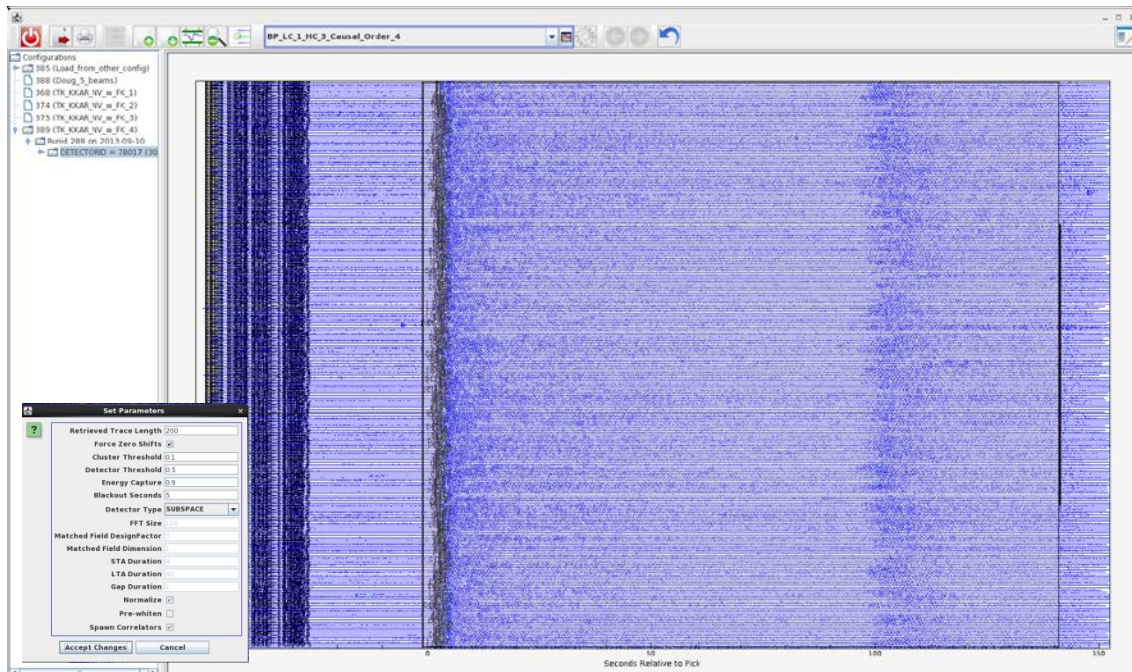 BP_LC_1_HC_3_Causal_Order_4
Configurations
385 (Load_from_other_config)
388 (Doug_5_beams)
368 (TK_KKAR_NV_w_FK_1)
374 (TK_KKAR_NV_w_FK_2)
375 (TK_KKAR_NV_w_FK_3)
389 (TK_KKAR_NV_w_FK_4)
Runid 288 on 2013-09-10
DETECTORID = 28017 (30
Set Parameters
?
Retrieved Trace Length 200
Force Zero Shifts
Cluster Threshold 0.1
Detector Threshold 0.5
Energy Capture 0.9
Blackout Seconds 5
Detector Type SUBSPACE
FFT Size
Matched Field DesignFactor
Matched Field Dimension
STA Duration
LTA Duration
Gap Duration
Normalize
Pre-whiten
Spawn Correlators
Accept Changes Cancel
0 50 100 150
Seconds Relative to Pick